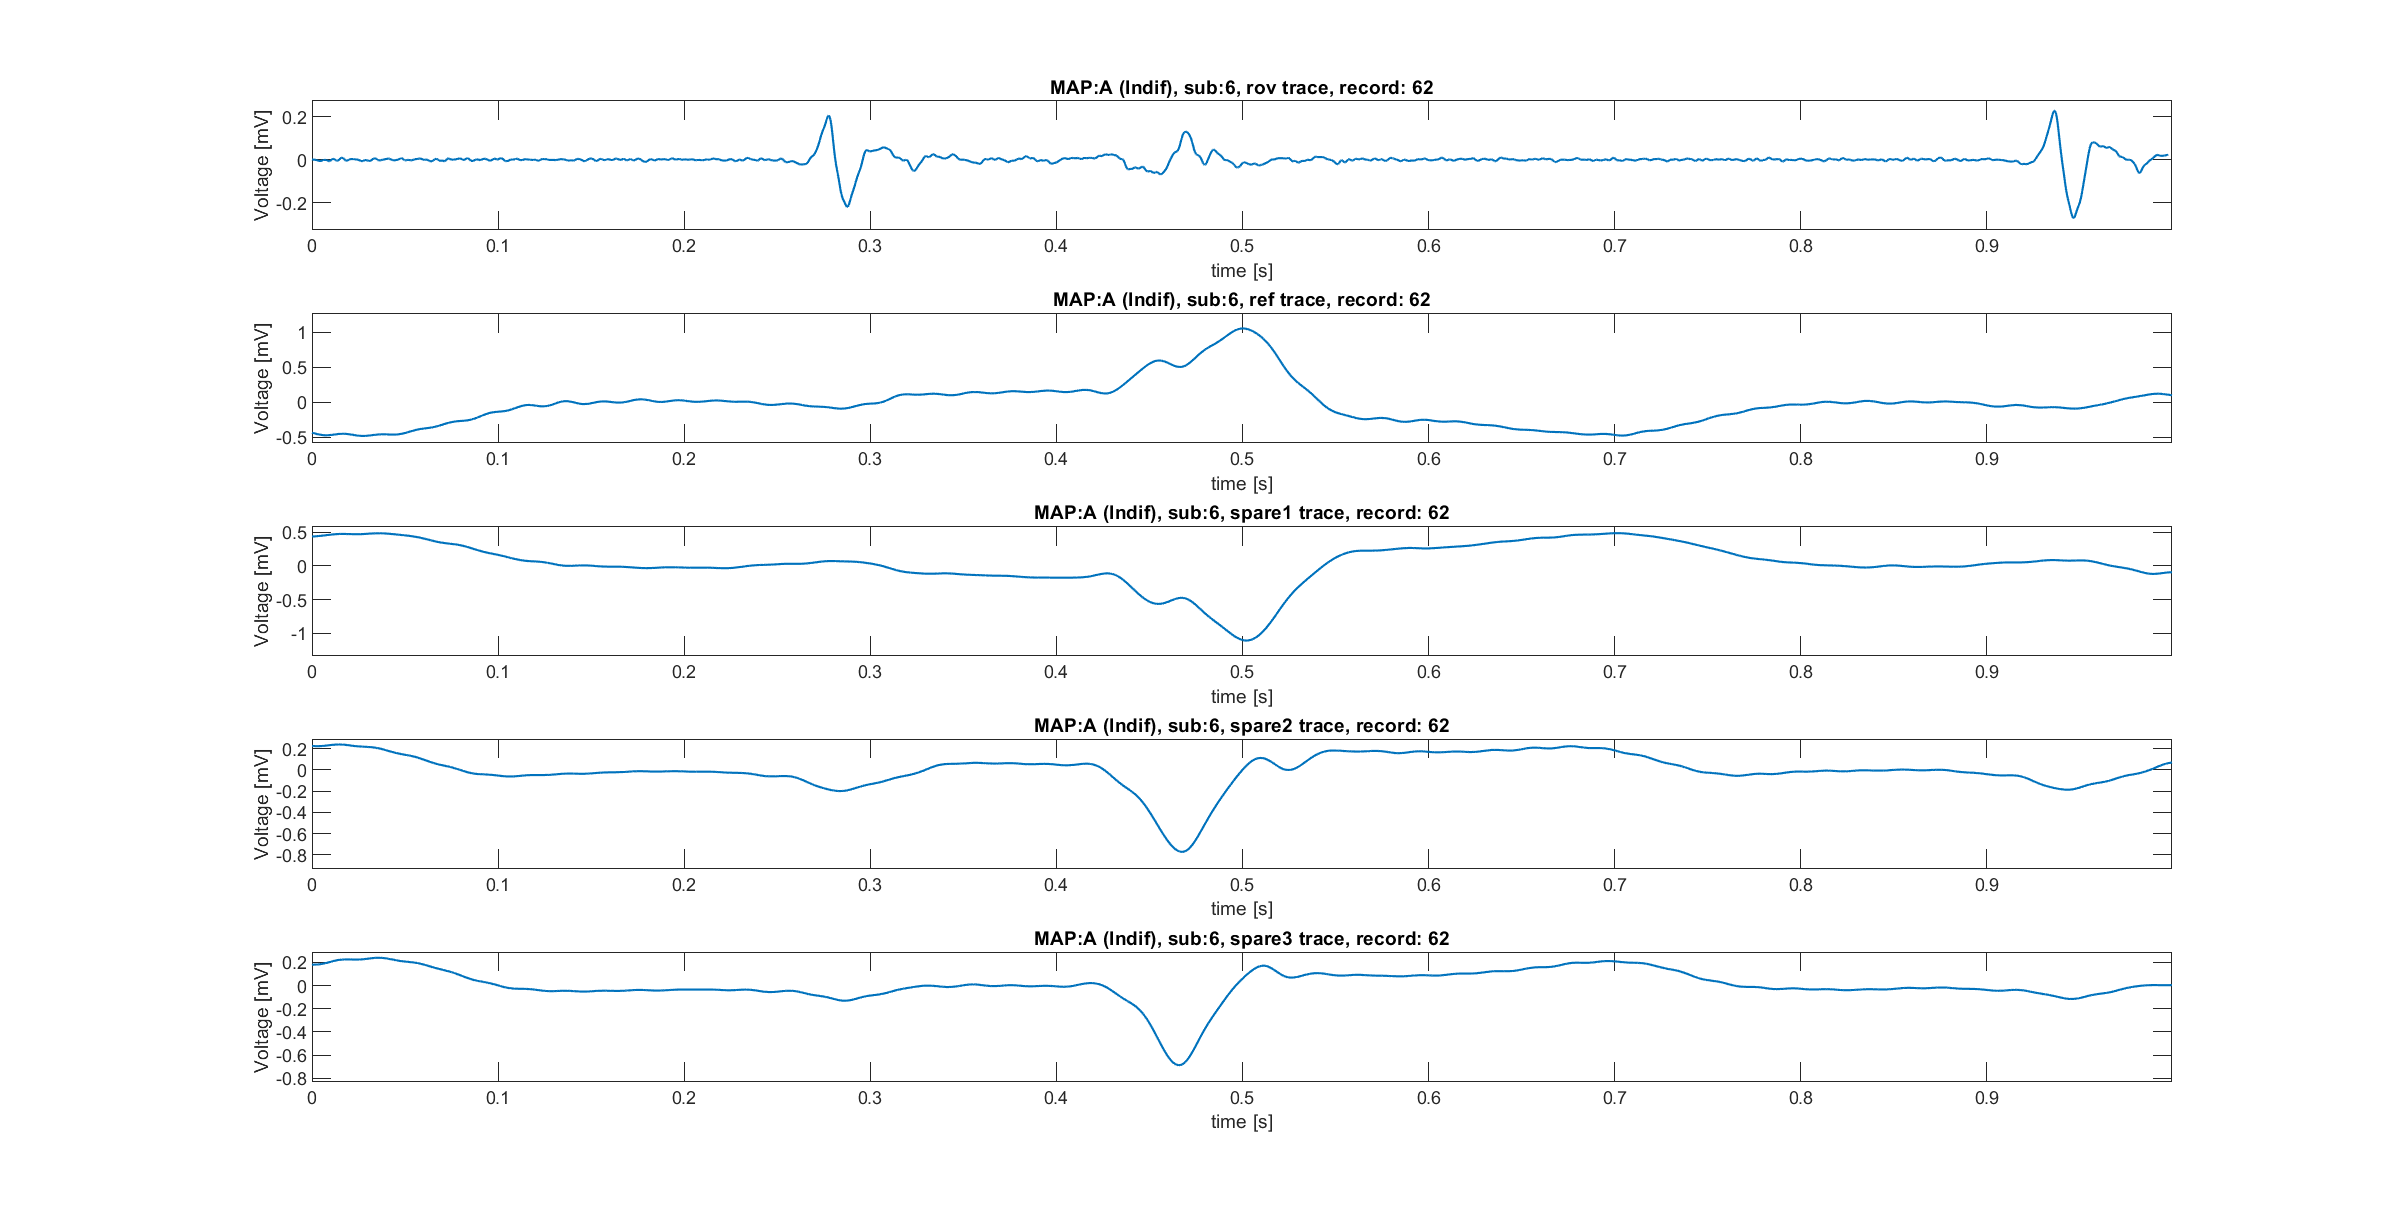 MAP:A (Indif), sub:6, rov trace, record: 62
Voltage [mV]
0.2
0
-0.2
0 0.1 0.2 0.3 0.4 0.5 0.6 0.7 0.8 0.9
time [s]
MAP:A (Indif), sub:6, ref trace, record: 62
Voltage [mV]
1
0.5
0
-0.5
0 0.1 0.2 0.3 0.4 0.5 0.6 0.7 0.8 0.9
time [s]
MAP:A (Indif), sub:6, spare1 trace, record: 62
Voltage [mV]
0.5
0
-0.5
-1
0 0.1 0.2 0.3 0.4 0.5 0.6 0.7 0.8 0.9
time [s]
MAP:A (Indif), sub:6, spare2 trace, record: 62
Voltage [mV]
0.2
0
-0.2
-0.4
-0.6
-0.8
0 0.1 0.2 0.3 0.4 0.5 0.6 0.7 0.8 0.9
time [s]
MAP:A (Indif), sub:6, spare3 trace, record: 62
Voltage [mV]
0.2
0
-0.2
-0.4
-0.6
-0.8
0 0.1 0.2 0.3 0.4 0.5 0.6 0.7 0.8 0.9
time [s]